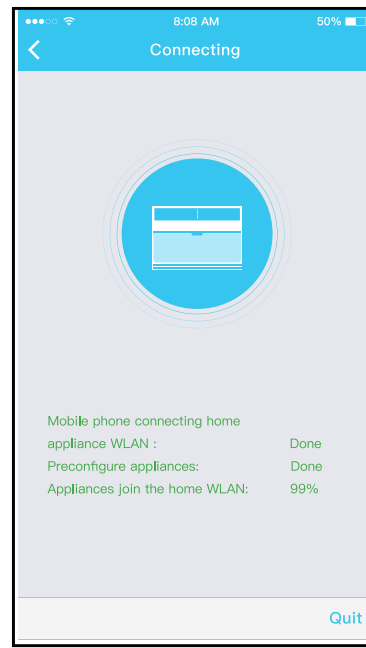 8:08 AM 50%
Connecting
Mobile phone connecting home
appliance WLAN : Done
Preconfigure appliances: Done
Appliances join the home WLAN: 99%
Quit